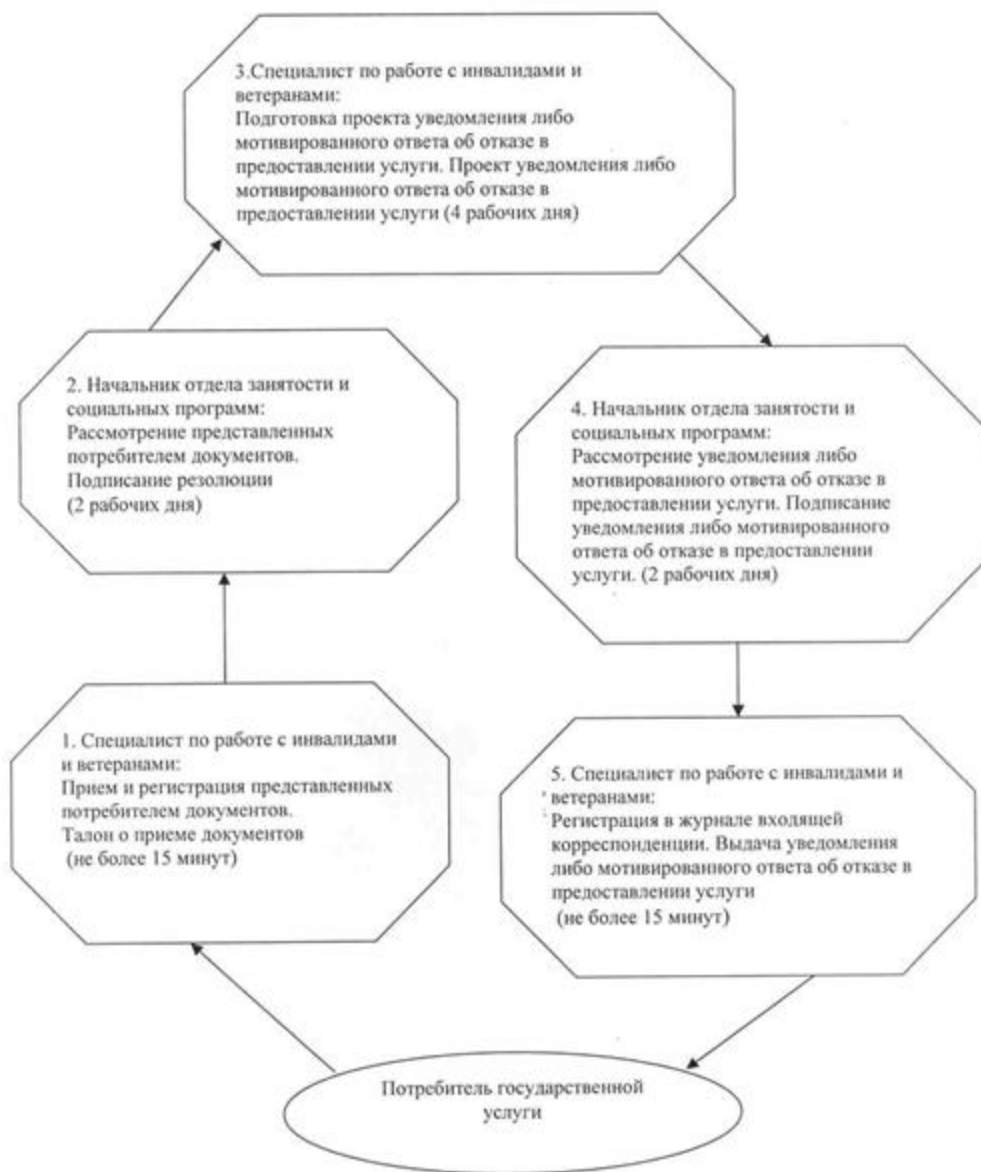 3.Специалист по работе с инвалидами и
ветеранами:
Подготовка проекта уведомления либо
мотивированного ответа об отказе в
предоставлении услуги. Проект уведомления либо
мотивированного ответа об отказе в
предоставлении услуги (4 рабочих дня)
2. Начальник отдела занятости и
социальных программ:
Рассмотрение представленных
потребителем документов.
Подписание резолюции
(2 рабочих дня)
4. Начальник отдела занятости и
социальных программ:
Рассмотрение уведомления либо
мотивированного ответа об отказе в
предоставлении услуги. Подписание
уведомления либо мотивированного
ответа об отказе в предоставлении
услуги. (2 рабочих дня)
1. Специалист по работе с инвалидами
и ветеранами:
Прием и регистрация представленных
потребителем документов.
Талон о приеме документов
(не более 15 минут)
5. Специалист по работе с инвалидами и
ветеранами:
Регистрация в журнале входящей
корреспонденции. Выдача уведомления
либо мотивированного ответа об отказе в
предоставлении услуги
(не более 15 минут)
Потребитель государственной
услуги